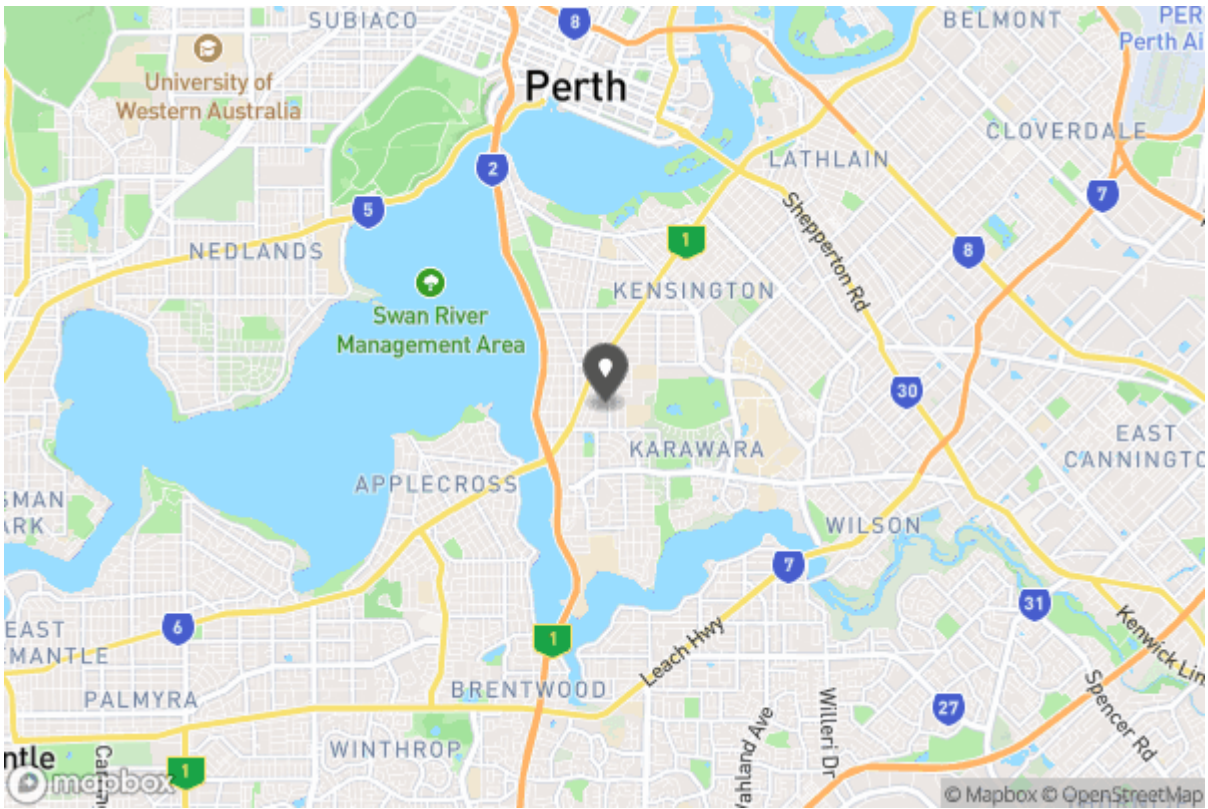 SUBIACO
8
BELMONT
PER
Perth Ai
University of
Western Australia
Perth
CLOVERDALE
LATHLAIN
2
7
5
Shepperton Rd
NEDLANDS
1
8
KENSINGTON
Swan River
Management Area
30
KARAWARA
EAST
CANNINGTO
APPLECROSS
SMAN
ARK
WILSON
7
31
6
EAST
EMANTLE
1
Kenwick Lin
Leach Hwy
PALMYRA
BRENTWOOD
Spencer Rd
27
Willeri Dr
Vahland Ave
WINTHROP
ntle
1
mapbox
© Mapbox © OpenStreetMap